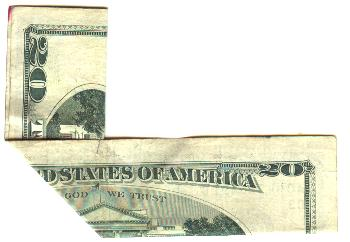 20
D STATES OF AMERICA 20
GOD WE TRUST